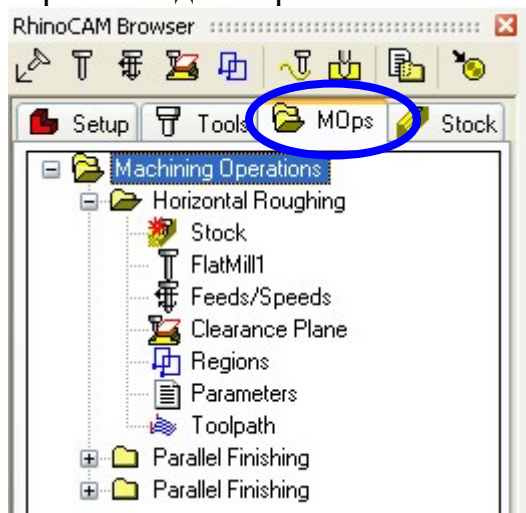 RhinoCAM Browser
Setup Tools MOps Stock
Machining Operations
Horizontal Roughing
Stock
FlatMill1
Feeds/Speeds
Clearance Plane
Regions
Parameters
Toolpath
Parallel Finishing
Parallel Finishing